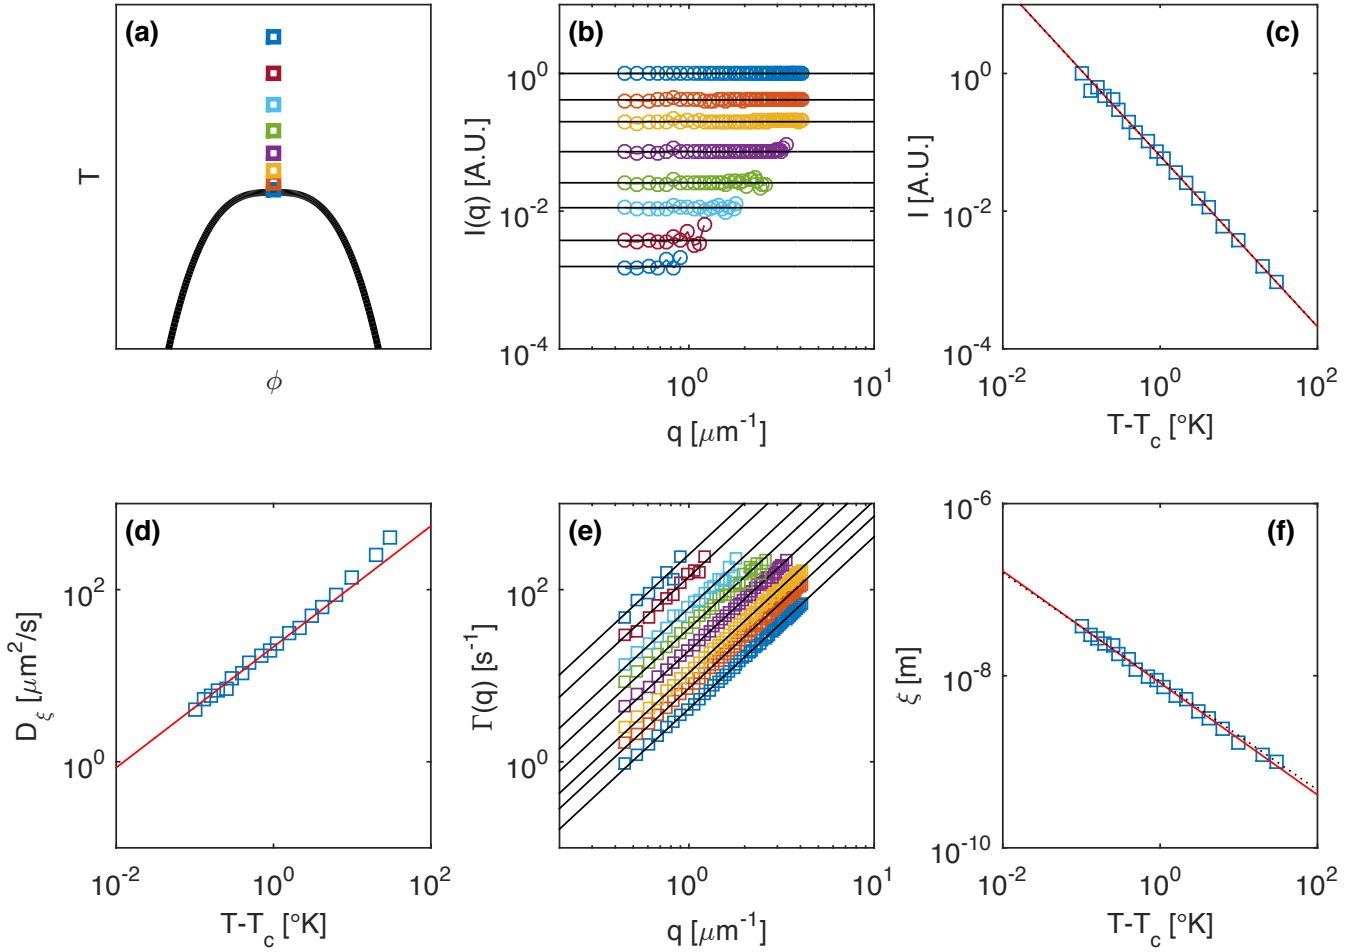 (a)
T
ϕ
(b)
I(q) [A.U.]
10^0
10^-2
10^-4
10^0
10^1
q [μm^-1]
(c)
I [A.U.]
10^0
10^-2
10^-4
10^-2
10^0
10^2
T-T_c [°K]
(d)
D_ξ [μm^2/s]
10^2
10^0
10^-2
10^0
10^2
T-T_c [°K]
(e)
Γ(q) [s^-1]
10^2
10^0
10^0
10^1
q [μm^-1]
(f)
ξ [m]
10^-6
10^-8
10^-10
10^-2
10^0
10^2
T-T_c [°K]